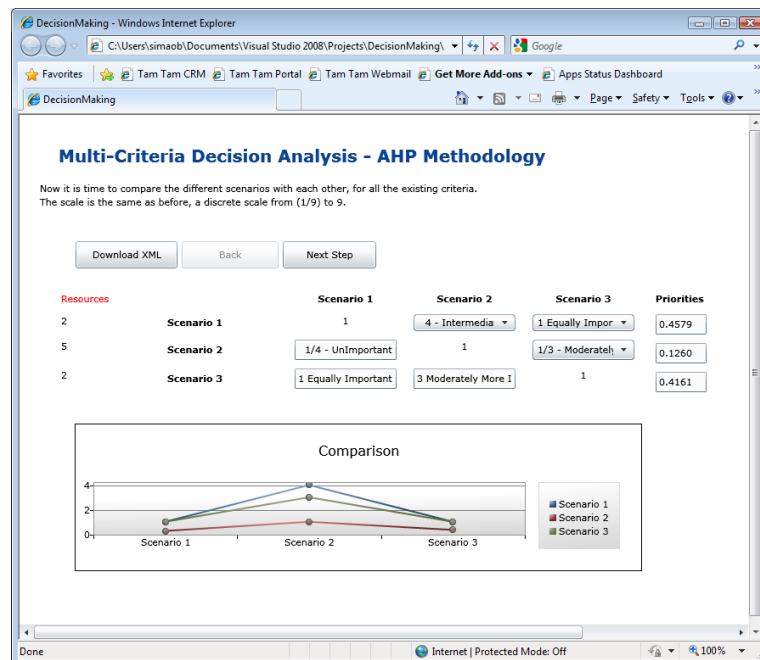 DecisionMaking - Windows Internet Explorer
C:\Users\simaob\Documents\Visual Studio 2008\Projects\DecisionMaking\ Google
Favorites Tam Tam CRM Tam Tam Portal Tam Tam Webmail Get More Add-ons Apps Status Dashboard »
DecisionMaking Page Safety Tools »
Multi-Criteria Decision Analysis - AHP Methodology
Now it is time to compare the different scenarios with each other, for all the existing criteria.
The scale is the same as before, a discrete scale from (1/9) to 9.
Download XML Back Next Step
Resources Scenario 1 Scenario 2 Scenario 3 Priorities
2 Scenario 1 1 4 - Intermedia 1 Equally Impor 0.4579
5 Scenario 2 1/4 - UnImportant 1 1/3 - Moderately 0.1260
2 Scenario 3 1 Equally Important 3 Moderately More I 1 0.4161
Comparison
4
2
0
Scenario 1 Scenario 2 Scenario 3
Scenario 1
Scenario 2
Scenario 3
Done Internet | Protected Mode: Off 100%